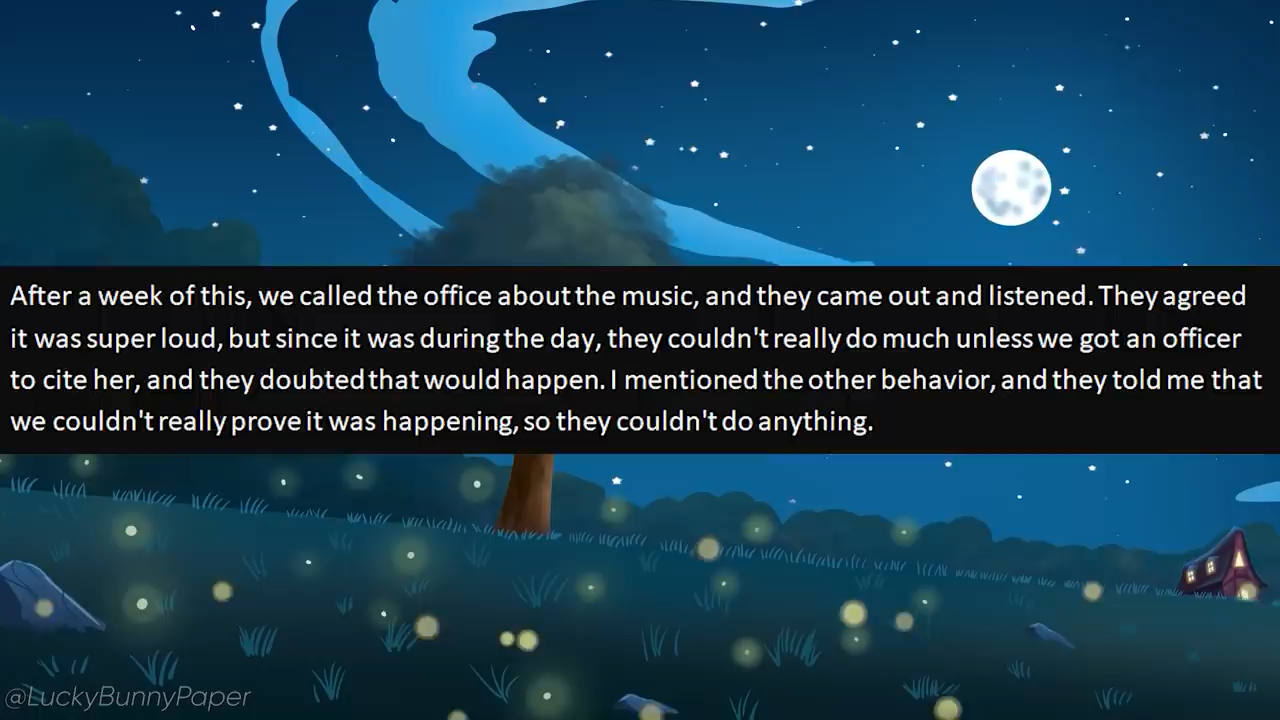 After a week of this, we called the office about the music, and they came out and listened. They agreed
it was super loud, but since it was during the day, they couldn't really do much unless we got an officer
to cite her, and they doubted that would happen. I mentioned the other behavior, and they told me that
we couldn't really prove it was happening, so they couldn't do anything.
@LuckyBunnyPaper